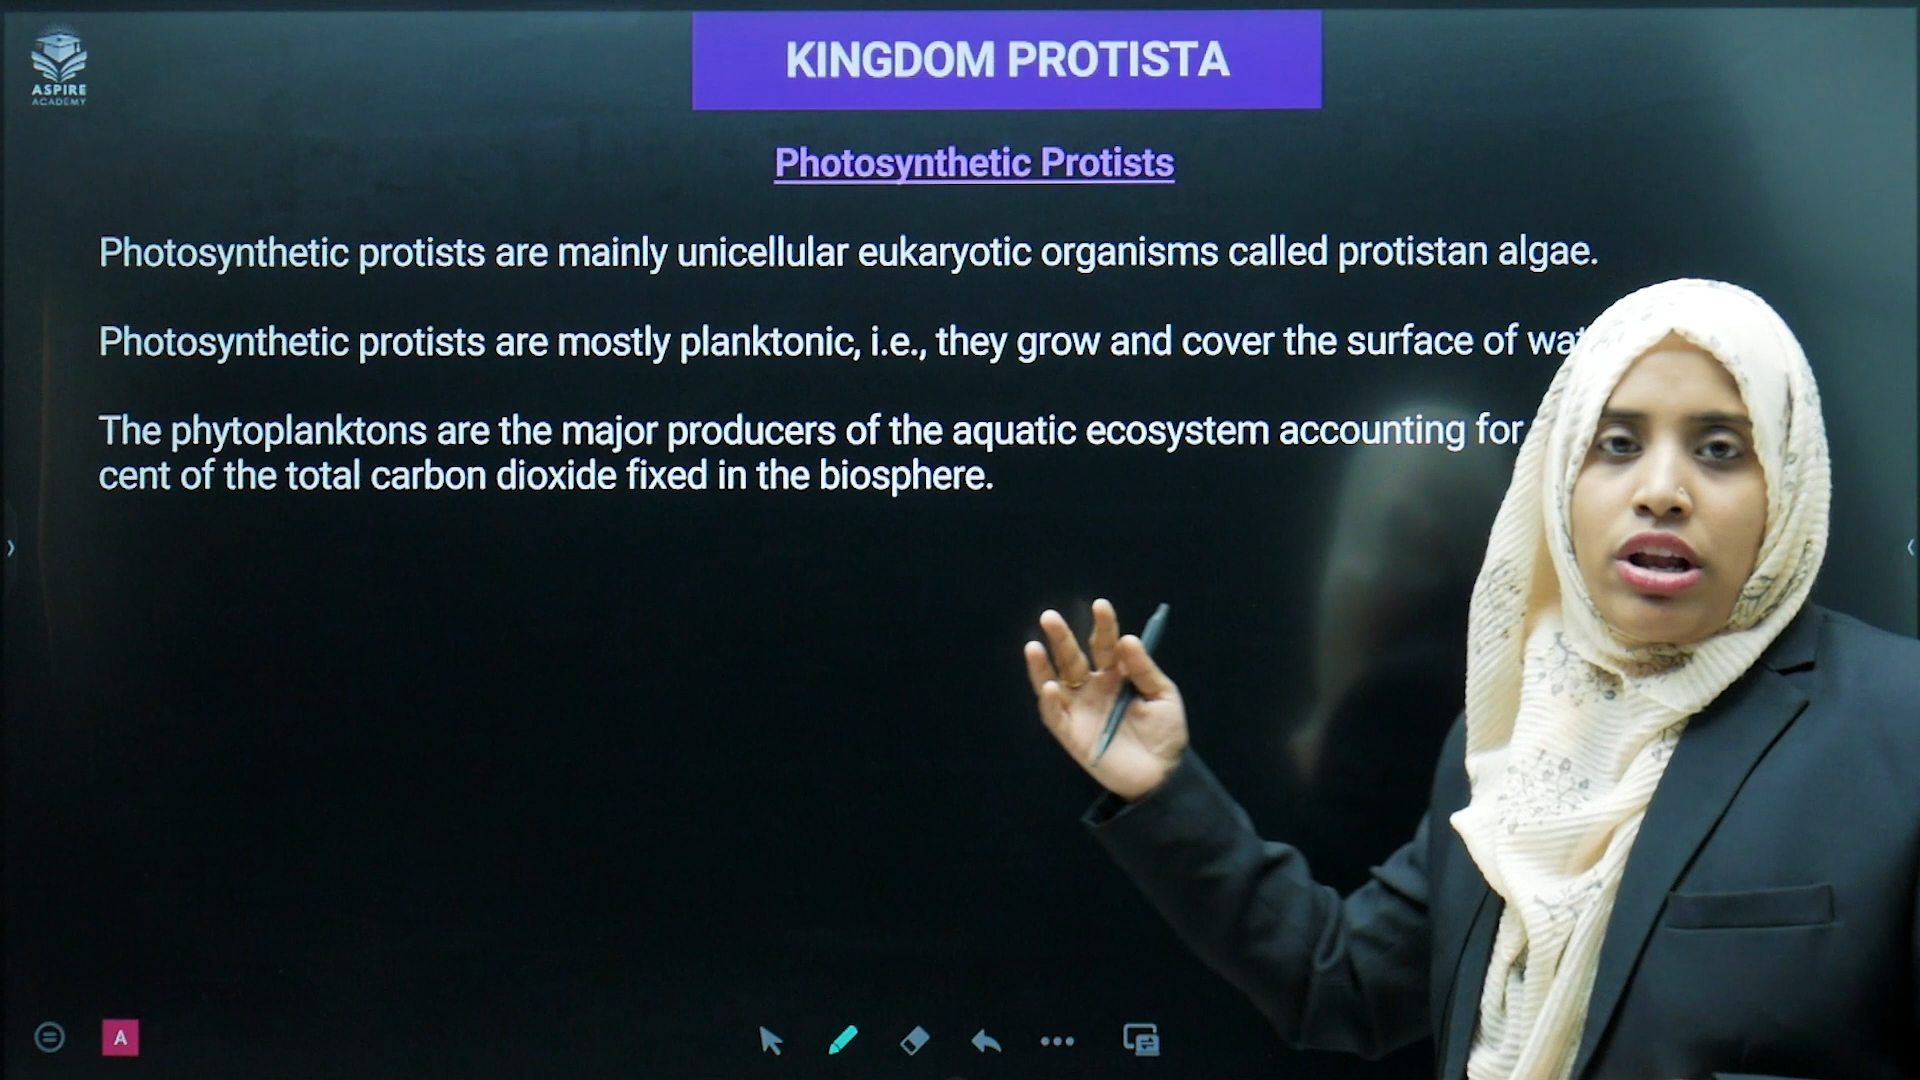 ASPIRE
ACADEMY
KINGDOM PROTISTA
Photosynthetic Protists
Photosynthetic protists are mainly unicellular eukaryotic organisms called protistan algae.
Photosynthetic protists are mostly planktonic, i.e., they grow and cover the surface of
The phytoplanktons are the major producers of the aquatic ecosystem accounting for
cent of the total carbon dioxide fixed in the biosphere.
A